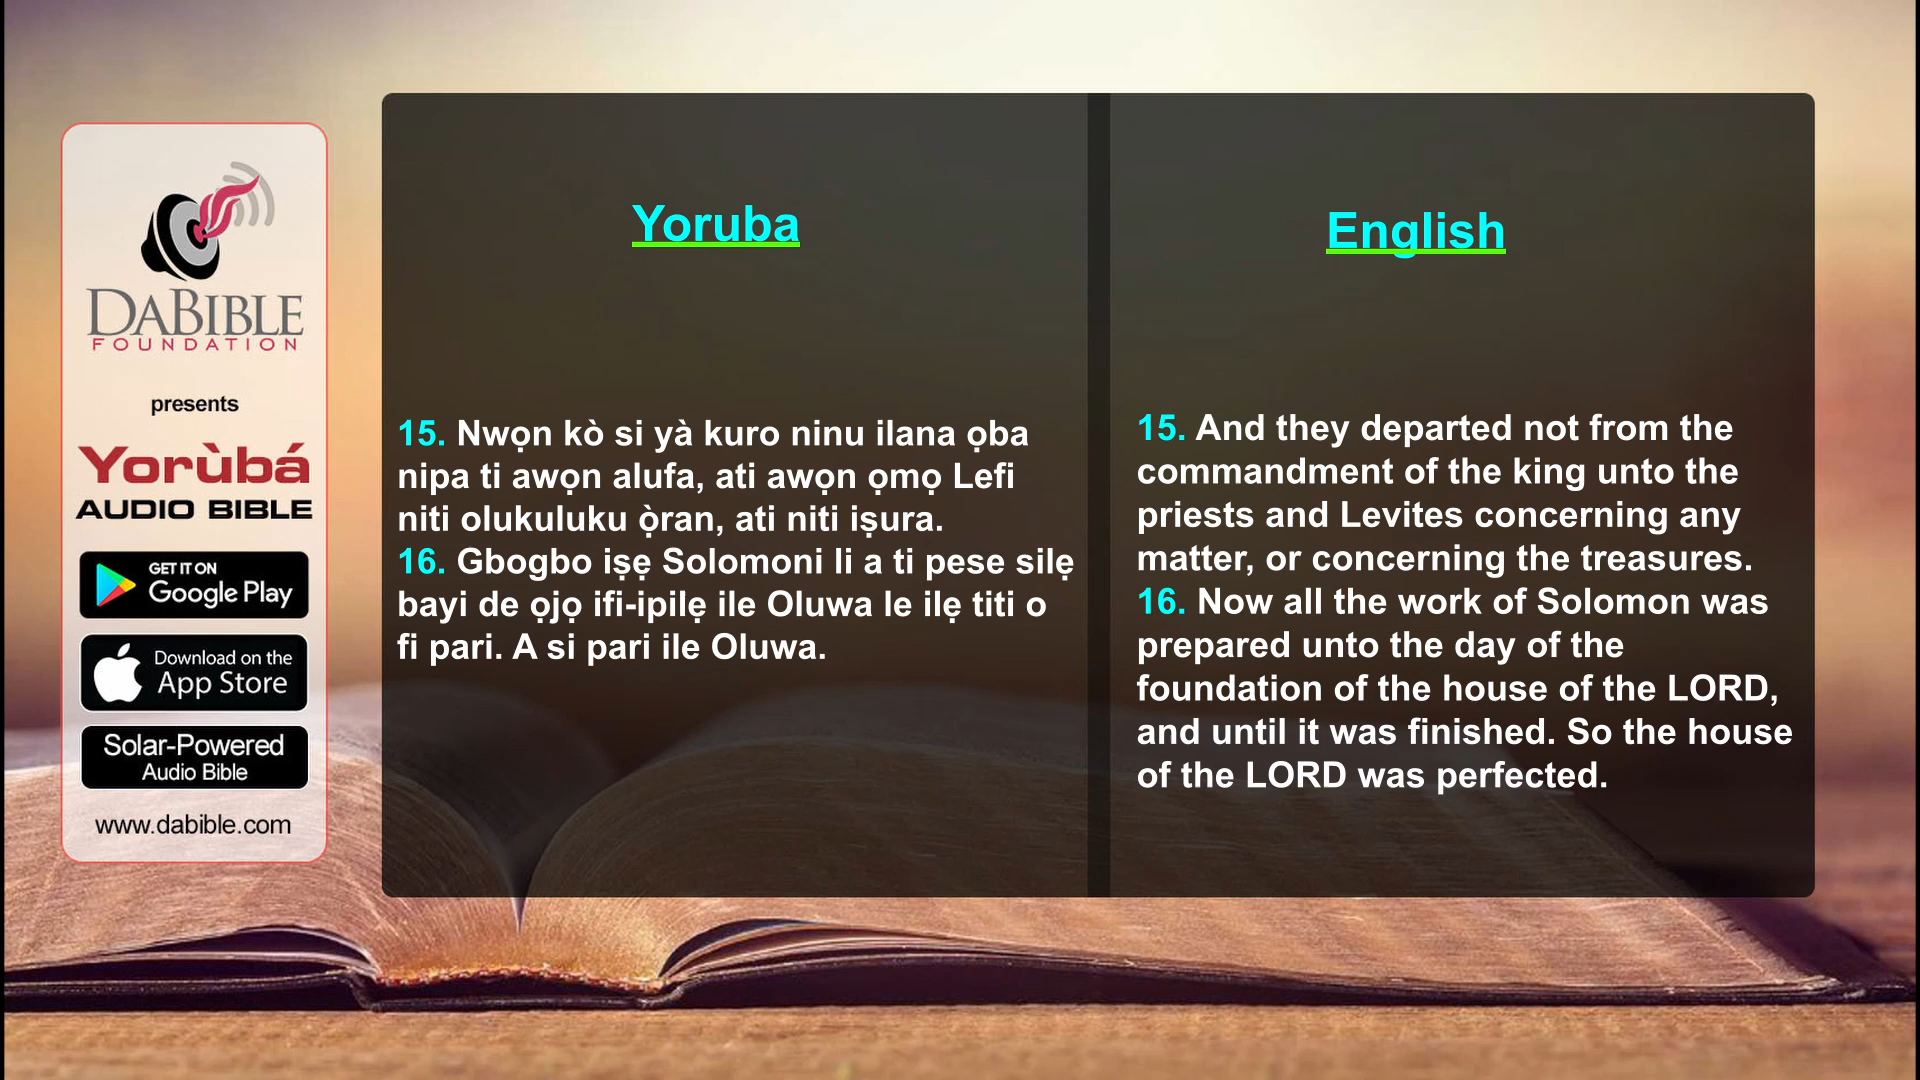 DABIBLE
FOUNDATION
presents
Yorùbá
AUDIO BIBLE
GET IT ON
Google Play
Download on the
App Store
Solar-Powered
Audio Bible
www.dabible.com
Yoruba
15. Nwọn kò si yà kuro ninu ilana ọba
nipa ti awọn alufa, ati awọn ọmọ Lefi
niti olukuluku ọ̀ran, ati niti iṣura.
16. Gbogbo iṣẹ Solomoni li a ti pese silẹ
bayi de ọjọ ifi-ipilẹ ile Oluwa le ilẹ titi o
fi pari. A si pari ile Oluwa.
English
15. And they departed not from the
commandment of the king unto the
priests and Levites concerning any
matter, or concerning the treasures.
16. Now all the work of Solomon was
prepared unto the day of the
foundation of the house of the LORD,
and until it was finished. So the house
of the LORD was perfected.